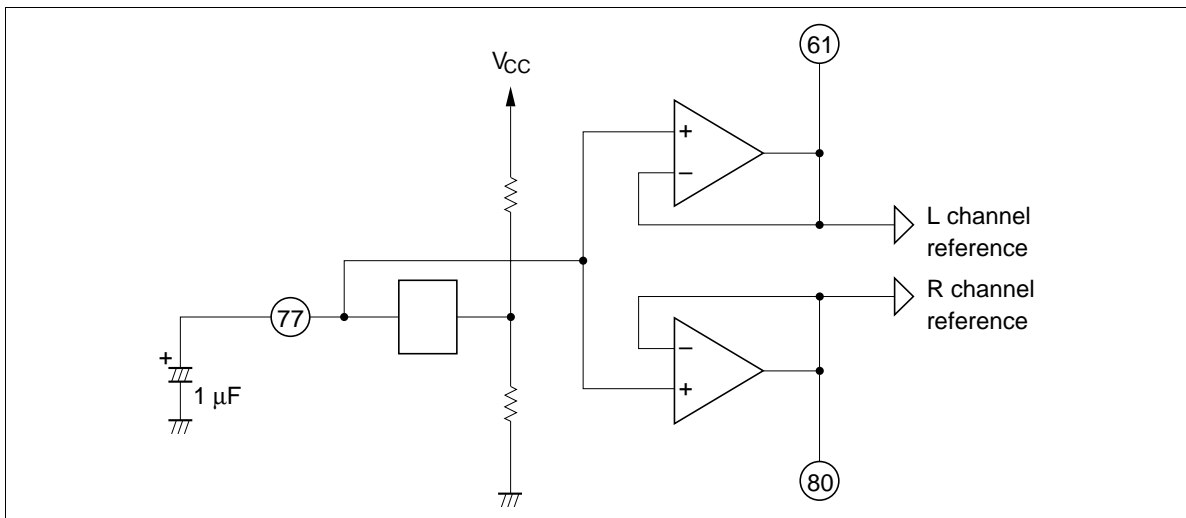 61
VCC
+
−
L channel
reference
R channel
reference
77
−
+
+
1 μF
80